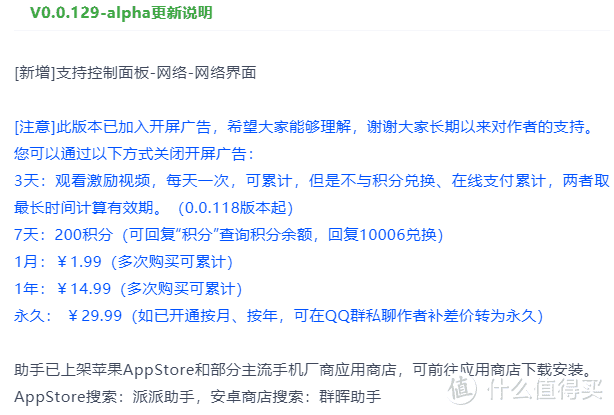 V0.0.129-alpha更新说明
[新增]支持控制面板-网络-网络界面
[注意]此版本已加入开屏广告，希望大家能够理解，谢谢大家长期以来对作者的支持。
您可以通过以下方式关闭开屏广告：
3天：观看激励视频，每天一次，可累计，但是不与积分兑换、在线支付累计，两者取
最长时间计算有效期。（0.0.118版本起）
7天：200积分（可回复“积分”查询积分余额，回复10006兑换）
1月：￥1.99（多次购买可累计）
1年：￥14.99（多次购买可累计）
永久： ￥29.99（如已开通按月、按年，可在QQ群私聊作者补差价转为永久）
助手已上架苹果AppStore和部分主流手机厂商应用商店，可前往应用商店下载安装。
AppStore搜索：派派助手，安卓商店搜索：群晖助手
值 什么值得买